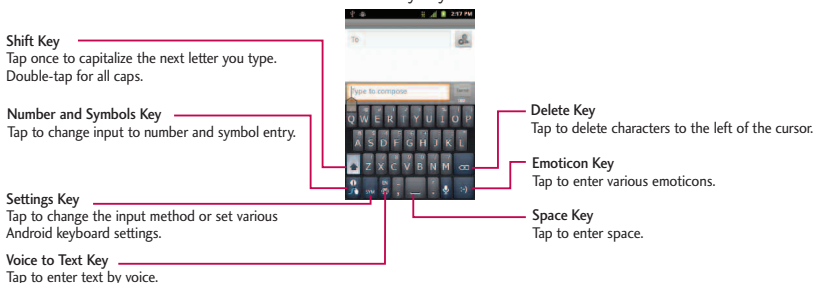 2:17 PM
To
Type to compose
Send
Q W E R T Y U I O P
A S D F G H J K L
Z X C V B N M
SYM EN :-)
Shift Key
Tap once to capitalize the next letter you type.
Double-tap for all caps.
Number and Symbols Key
Tap to change input to number and symbol entry.
Settings Key
Tap to change the input method or set various
Android keyboard settings.
Voice to Text Key
Tap to enter text by voice.
Delete Key
Tap to delete characters to the left of the cursor.
Emoticon Key
Tap to enter various emoticons.
Space Key
Tap to enter space.